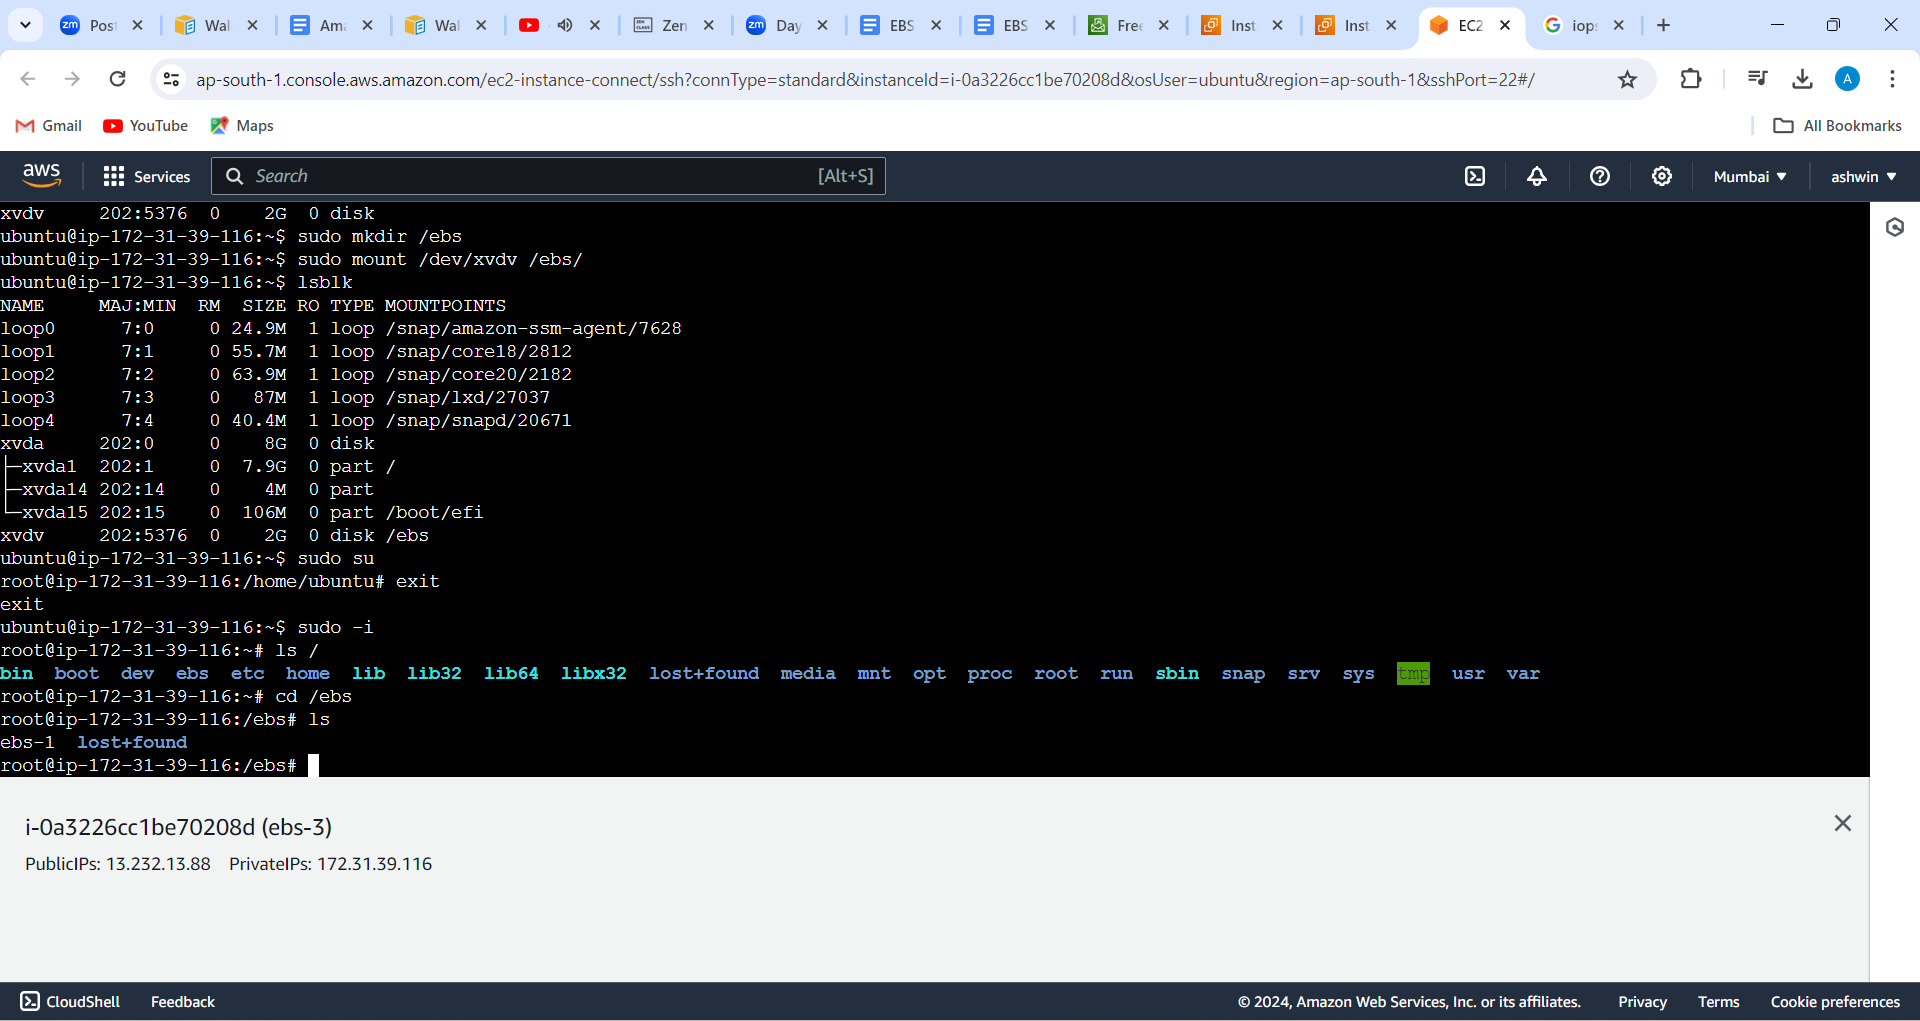 Post
Wal
Ama
Wal
Zen
zm Day
EBS
EBS
Free
Inst
Inst
EC2
iops
ap-south-1.console.aws.amazon.com/ec2-instance-connect/ssh?connType=standard&instanceId=i-0a3226cc1be70208d&osUser=ubuntu&region=ap-south-1&sshPort=22#/
A
Gmail YouTube Maps All Bookmarks
aws Services Search [Alt+S] Mumbai ashwin
xvdv 202:5376 0 2G 0 disk
ubuntu@ip-172-31-39-116:~$ sudo mkdir /ebs
ubuntu@ip-172-31-39-116:~$ sudo mount /dev/xvdv /ebs/
ubuntu@ip-172-31-39-116:~$ lsblk
NAME MAJ:MIN RM SIZE RO TYPE MOUNTPOINTS
loop0 7:0 0 24.9M 1 loop /snap/amazon-ssm-agent/7628
loop1 7:1 0 55.7M 1 loop /snap/core18/2812
loop2 7:2 0 63.9M 1 loop /snap/core20/2182
loop3 7:3 0 87M 1 loop /snap/lxd/27037
loop4 7:4 0 40.4M 1 loop /snap/snapd/20671
xvda 202:0 0 8G 0 disk
├─xvda1 202:1 0 7.9G 0 part /
├─xvda14 202:14 0 4M 0 part
└─xvda15 202:15 0 106M 0 part /boot/efi
xvdv 202:5376 0 2G 0 disk /ebs
ubuntu@ip-172-31-39-116:~$ sudo su
root@ip-172-31-39-116:/home/ubuntu# exit
exit
ubuntu@ip-172-31-39-116:~$ sudo -i
root@ip-172-31-39-116:~# ls /
bin boot dev ebs etc home lib lib32 lib64 libx32 lost+found media mnt opt proc root run sbin snap srv sys tmp usr var
root@ip-172-31-39-116:~# cd /ebs
root@ip-172-31-39-116:/ebs# ls
ebs-1 lost+found
root@ip-172-31-39-116:/ebs#
i-0a3226cc1be70208d (ebs-3)
PublicIPs: 13.232.13.88 PrivateIPs: 172.31.39.116
CloudShell Feedback © 2024, Amazon Web Services, Inc. or its affiliates. Privacy Terms Cookie preferences